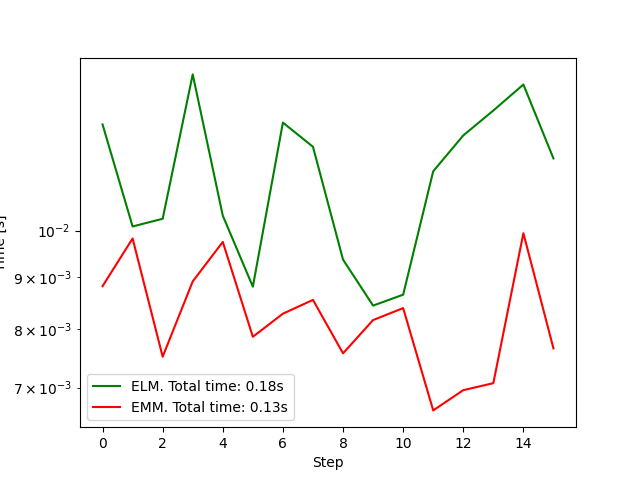 10⁻²
9 × 10⁻³
8 × 10⁻³
7 × 10⁻³
ELM. Total time: 0.18s
EMM. Total time: 0.13s
0 2 4 6 8 10 12 14
Step